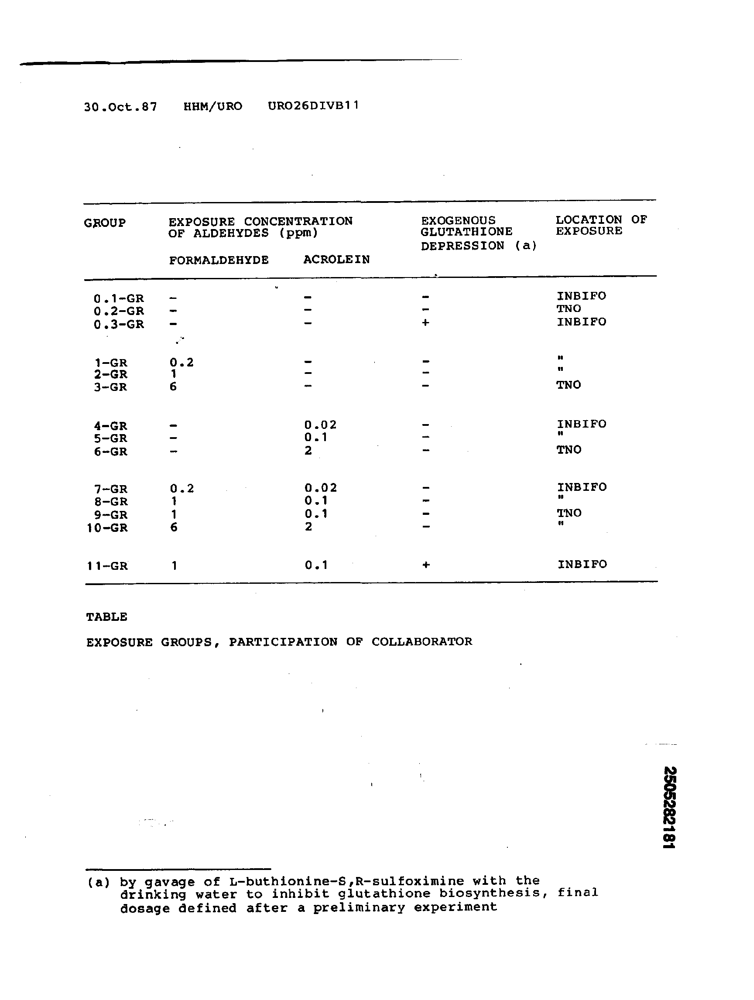 30.Oct.87 HHM/URO URO26DIVB11
GROUP EXPOSURE CONCENTRATION EXOGENOUS LOCATION OF
OF ALDEHYDES (ppm) GLUTATHIONE EXPOSURE
DEPRESSION (a)
FORMALDEHYDE ACROLEIN
0.1-GR - - - INBIFO
0.2-GR - - - TNO
0.3-GR - - + INBIFO
1-GR 0.2 - - "
2-GR 1 - - "
3-GR 6 - - TNO
4-GR - 0.02 - INBIFO
5-GR - 0.1 - "
6-GR - 2 - TNO
7-GR 0.2 0.02 - INBIFO
8-GR 1 0.1 - "
9-GR 1 0.1 - TNO
10-GR 6 2 - "
11-GR 1 0.1 + INBIFO
TABLE
EXPOSURE GROUPS, PARTICIPATION OF COLLABORATOR
2505282181
(a) by gavage of L-buthionine-S,R-sulfoximine with the
drinking water to inhibit glutathione biosynthesis, final
dosage defined after a preliminary experiment